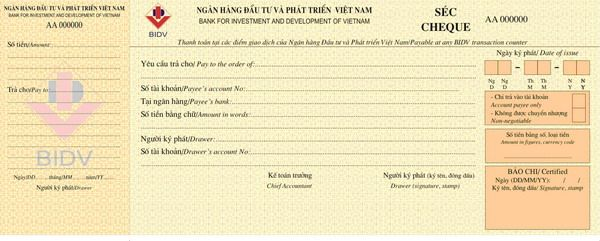 NGÂN HÀNG ĐẦU TƯ VÀ PHÁT TRIỂN VIỆT NAM
BANK FOR INVESTMENT AND DEVELOPMENT OF VIETNAM
AA 000000
Số tiền/Amount:
Trả cho/Pay to:
BIDV
Ngày/DD.........tháng/MM.........năm/YY.......
Người ký phát/Drawer
BIDV
NGÂN HÀNG ĐẦU TƯ VÀ PHÁT TRIỂN VIỆT NAM
BANK FOR INVESTMENT AND DEVELOPMENT OF VIETNAM
SÉC
CHEQUE
AA 000000
Thanh toán tại các điểm giao dịch của Ngân hàng Đầu tư và Phát triển Việt Nam/Payable at any BIDV transaction counter
Yêu cầu trả cho/ Pay to the order of:
Số tài khoản/Payee's account No:
Tại ngân hàng/Payee's bank:
Số tiền bằng chữ/Amount in words:
Người ký phát/ Drawer:
Số tài khoản/Drawer's account No:
Kế toán trưởng
Chief Accountant
Người ký phát (ký tên, đóng dấu)
Drawer (signature, stamp)
Ngày ký phát/ Date of issue
Ng Ng Th Th N N
D D M M Y Y
- Chi trả vào tài khoản
Account payee only
- Không được chuyển nhượng
Non-negotiable
Số tiền bằng số, loại tiền
Amount in figures, currency code
BẢO CHI/ Certified
Ngày (DD/MM/YY): / /
Ký tên, đóng dấu/ Signature, stamp